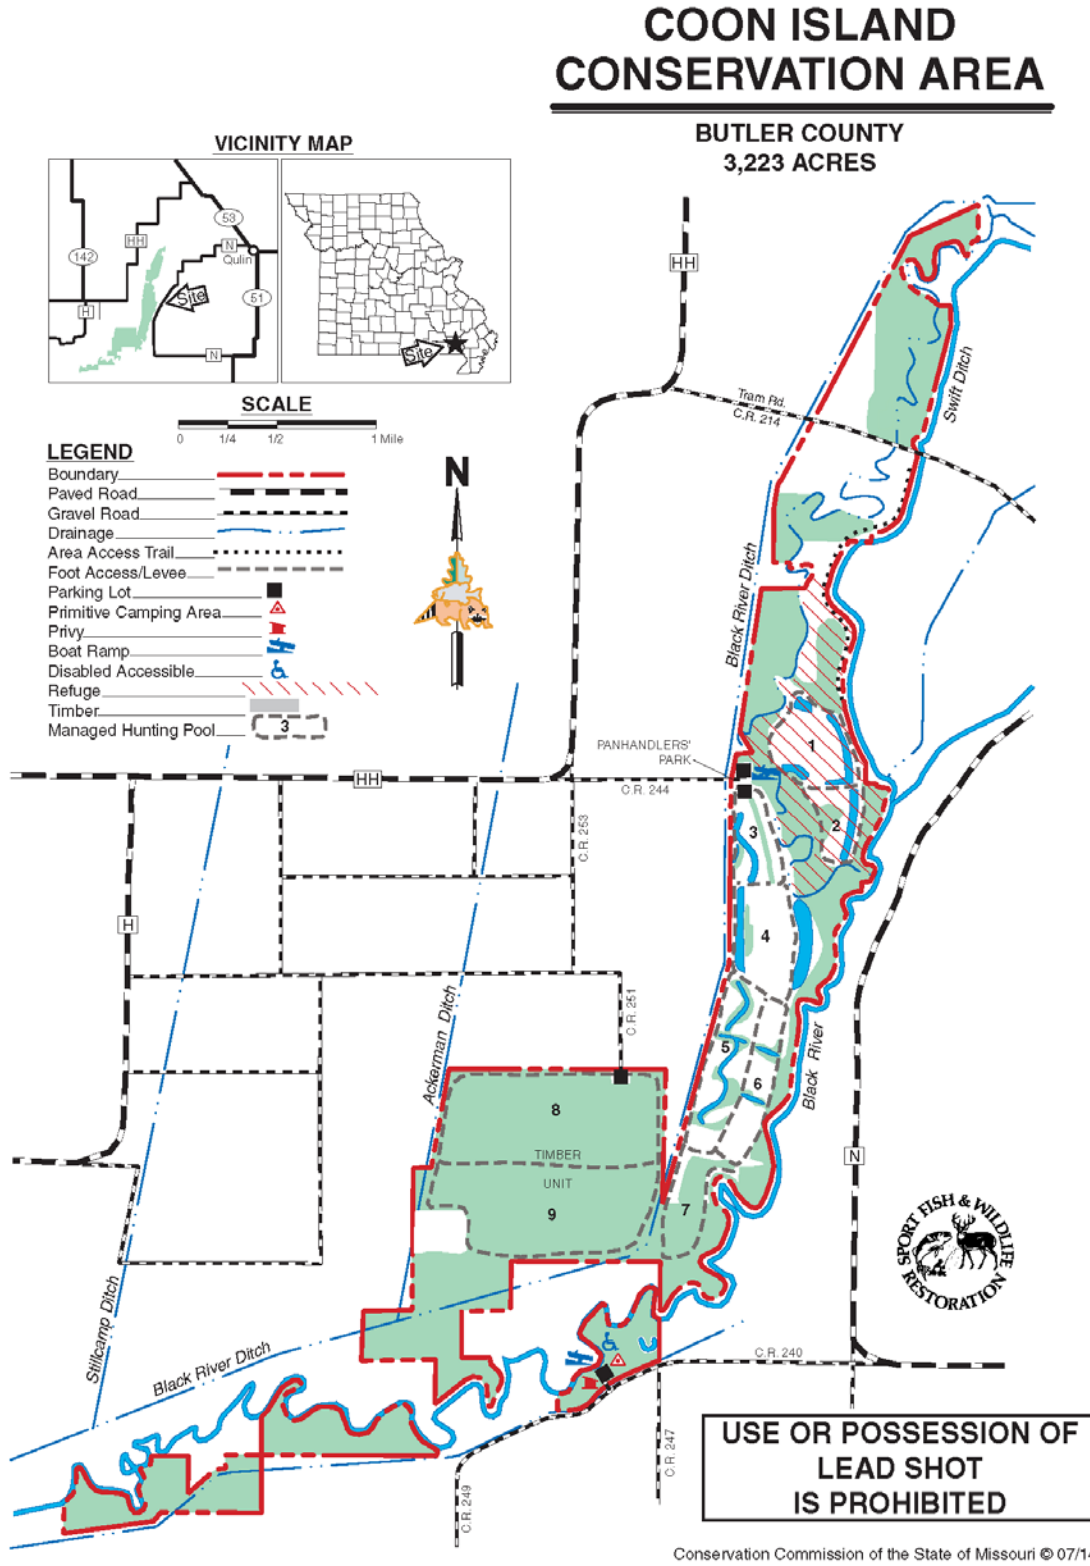 COON ISLAND
CONSERVATION AREA
BUTLER COUNTY
3,223 ACRES
VICINITY MAP
53
HH
N
142
Qulin
Site
51
H
N
Site
SCALE
0 1/4 1/2 1 Mile
LEGEND
Boundary
Paved Road
Gravel Road
Drainage
Area Access Trail
Foot Access/Levee
Parking Lot
Primitive Camping Area
Privy
Boat Ramp
Disabled Accessible
Refuge
Timber
Managed Hunting Pool 3
N
HH
Tram Rd.
C.R. 214
Swift Ditch
Black River Ditch
PANHANDLERS'
PARK
HH
C.R. 244
1
2
3
C.R. 253
H
4
C.R. 251
Ackerman Ditch
5
6
Black River
8
TIMBER
UNIT
9
7
N
SPORT FISH & WILDLIFE
RESTORATION
Stillcamp Ditch
Black River Ditch
C.R. 240
C.R. 247
C.R. 249
USE OR POSSESSION OF
LEAD SHOT
IS PROHIBITED
Conservation Commission of the State of Missouri © 07/14